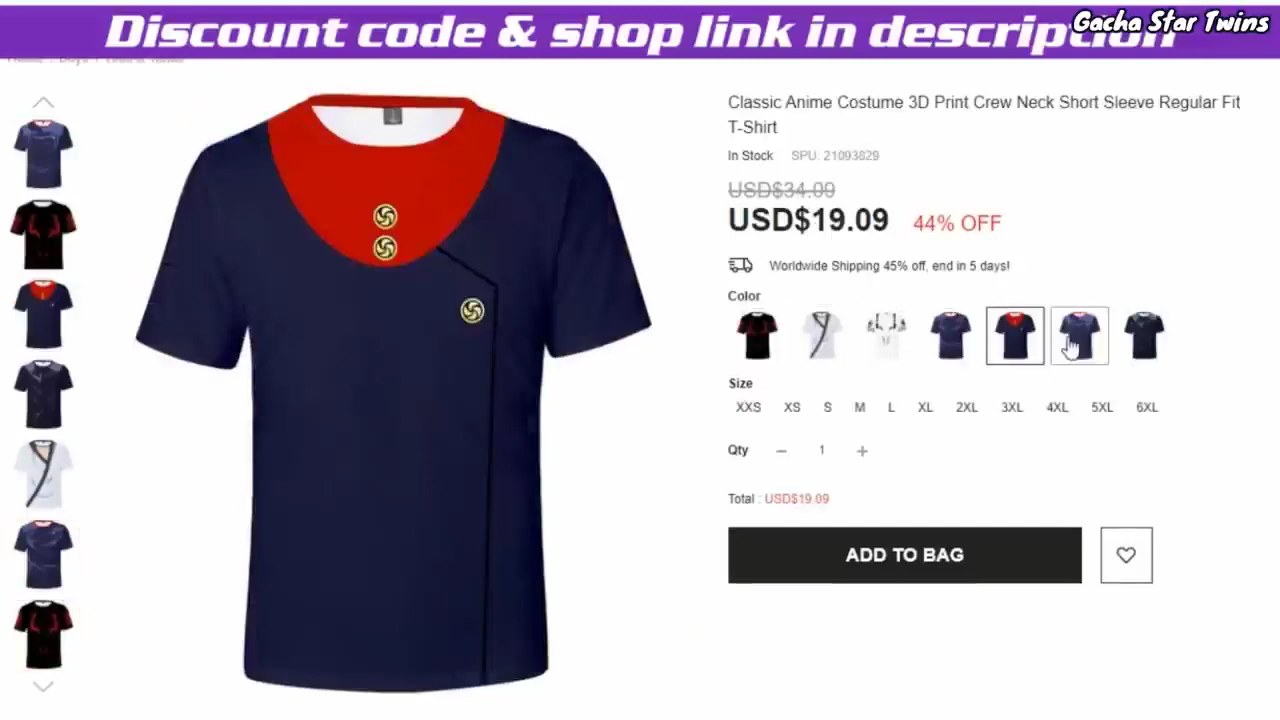 Discount code & shop link in description
Gacha Star Twins
Classic Anime Costume 3D Print Crew Neck Short Sleeve Regular Fit
T-Shirt
In Stock SPU: 21093829
USD$34.09
USD$19.09 44% OFF
Worldwide Shipping 45% off, end in 5 days!
Color
Size
XXS XS S M L XL 2XL 3XL 4XL 5XL 6XL
Qty − 1 +
Total : USD$19.09
ADD TO BAG